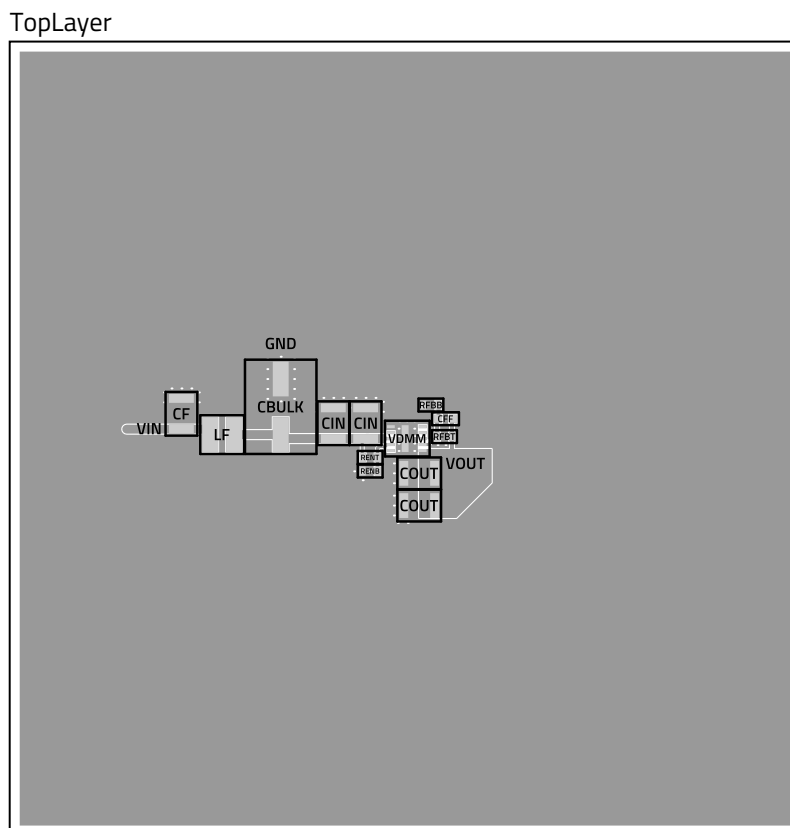 TopLayer
GND
CF
VIN
LF
CBULK
CIN
CIN
RFBB
CFF
RFBT
VDMM
RENT
RENB
COUT
VOUT
COUT